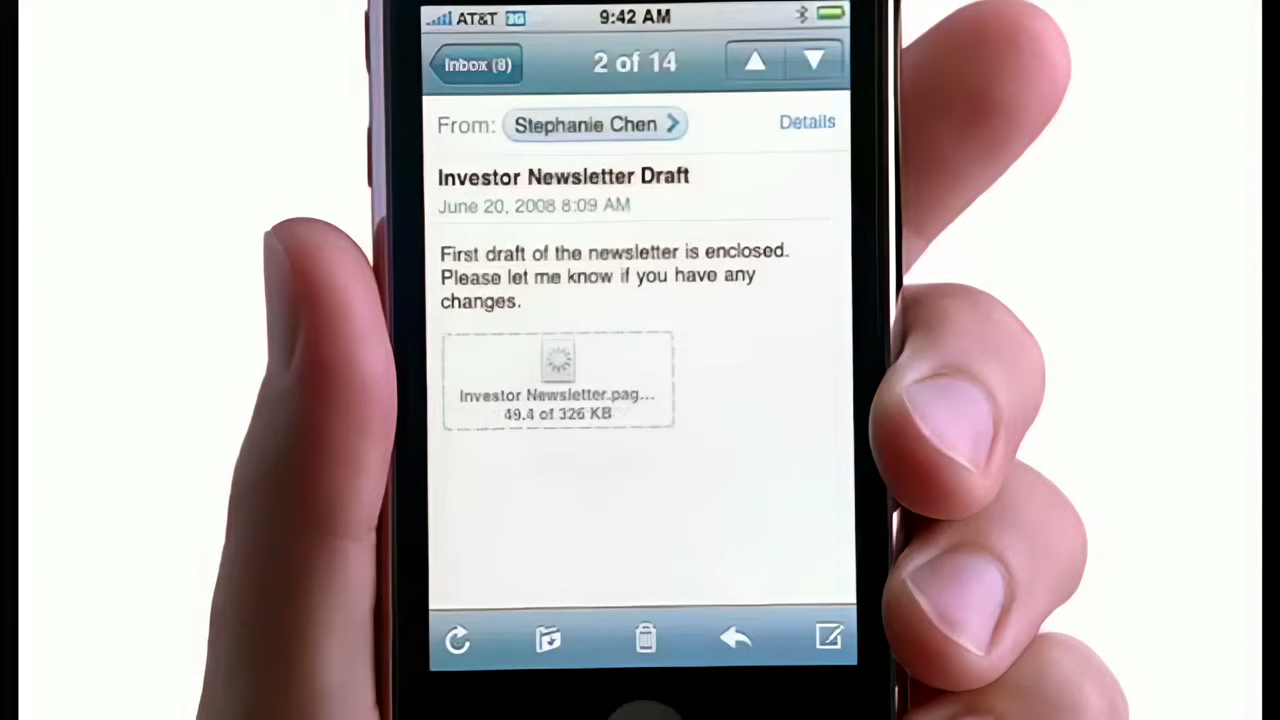 AT&T 3G 9:42 AM
Inbox (8) 2 of 14
From: Stephanie Chen Details
Investor Newsletter Draft
June 20, 2008 8:09 AM
First draft of the newsletter is enclosed.
Please let me know if you have any
changes.
Investor Newsletter.pag...
49.4 of 326 KB